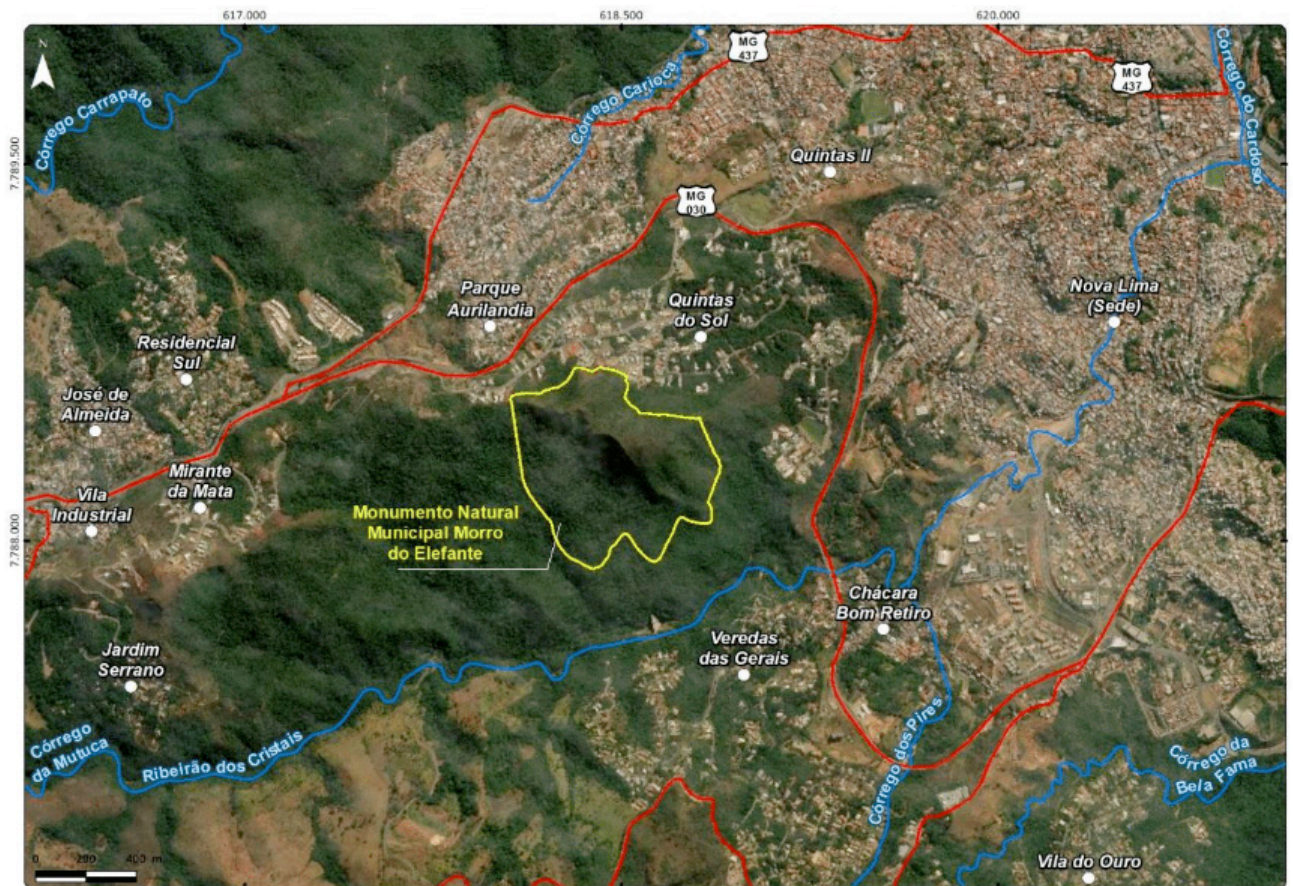 617.000
618.500
620.000
N
MG
437
MG
437
Córrego Carrapato
Córrego Carioca
Córrego do Cardoso
7.789.500
Quintas II
MG
030
Parque
Aurilandia
Quintas
do Sol
Nova Lima
(Sede)
Residencial
Sul
José de
Almeida
Mirante
da Mata
Vila
Industrial
7.788.000
Monumento Natural
Municipal Morro
do Elefante
Chácara
Bom Retiro
Veredas
das Gerais
Jardim
Serrano
Córrego
da Mutuca
Ribeirão dos Cristais
Córrego dos Pires
Córrego da
Bela Fama
Vila do Ouro
0 200 400 m